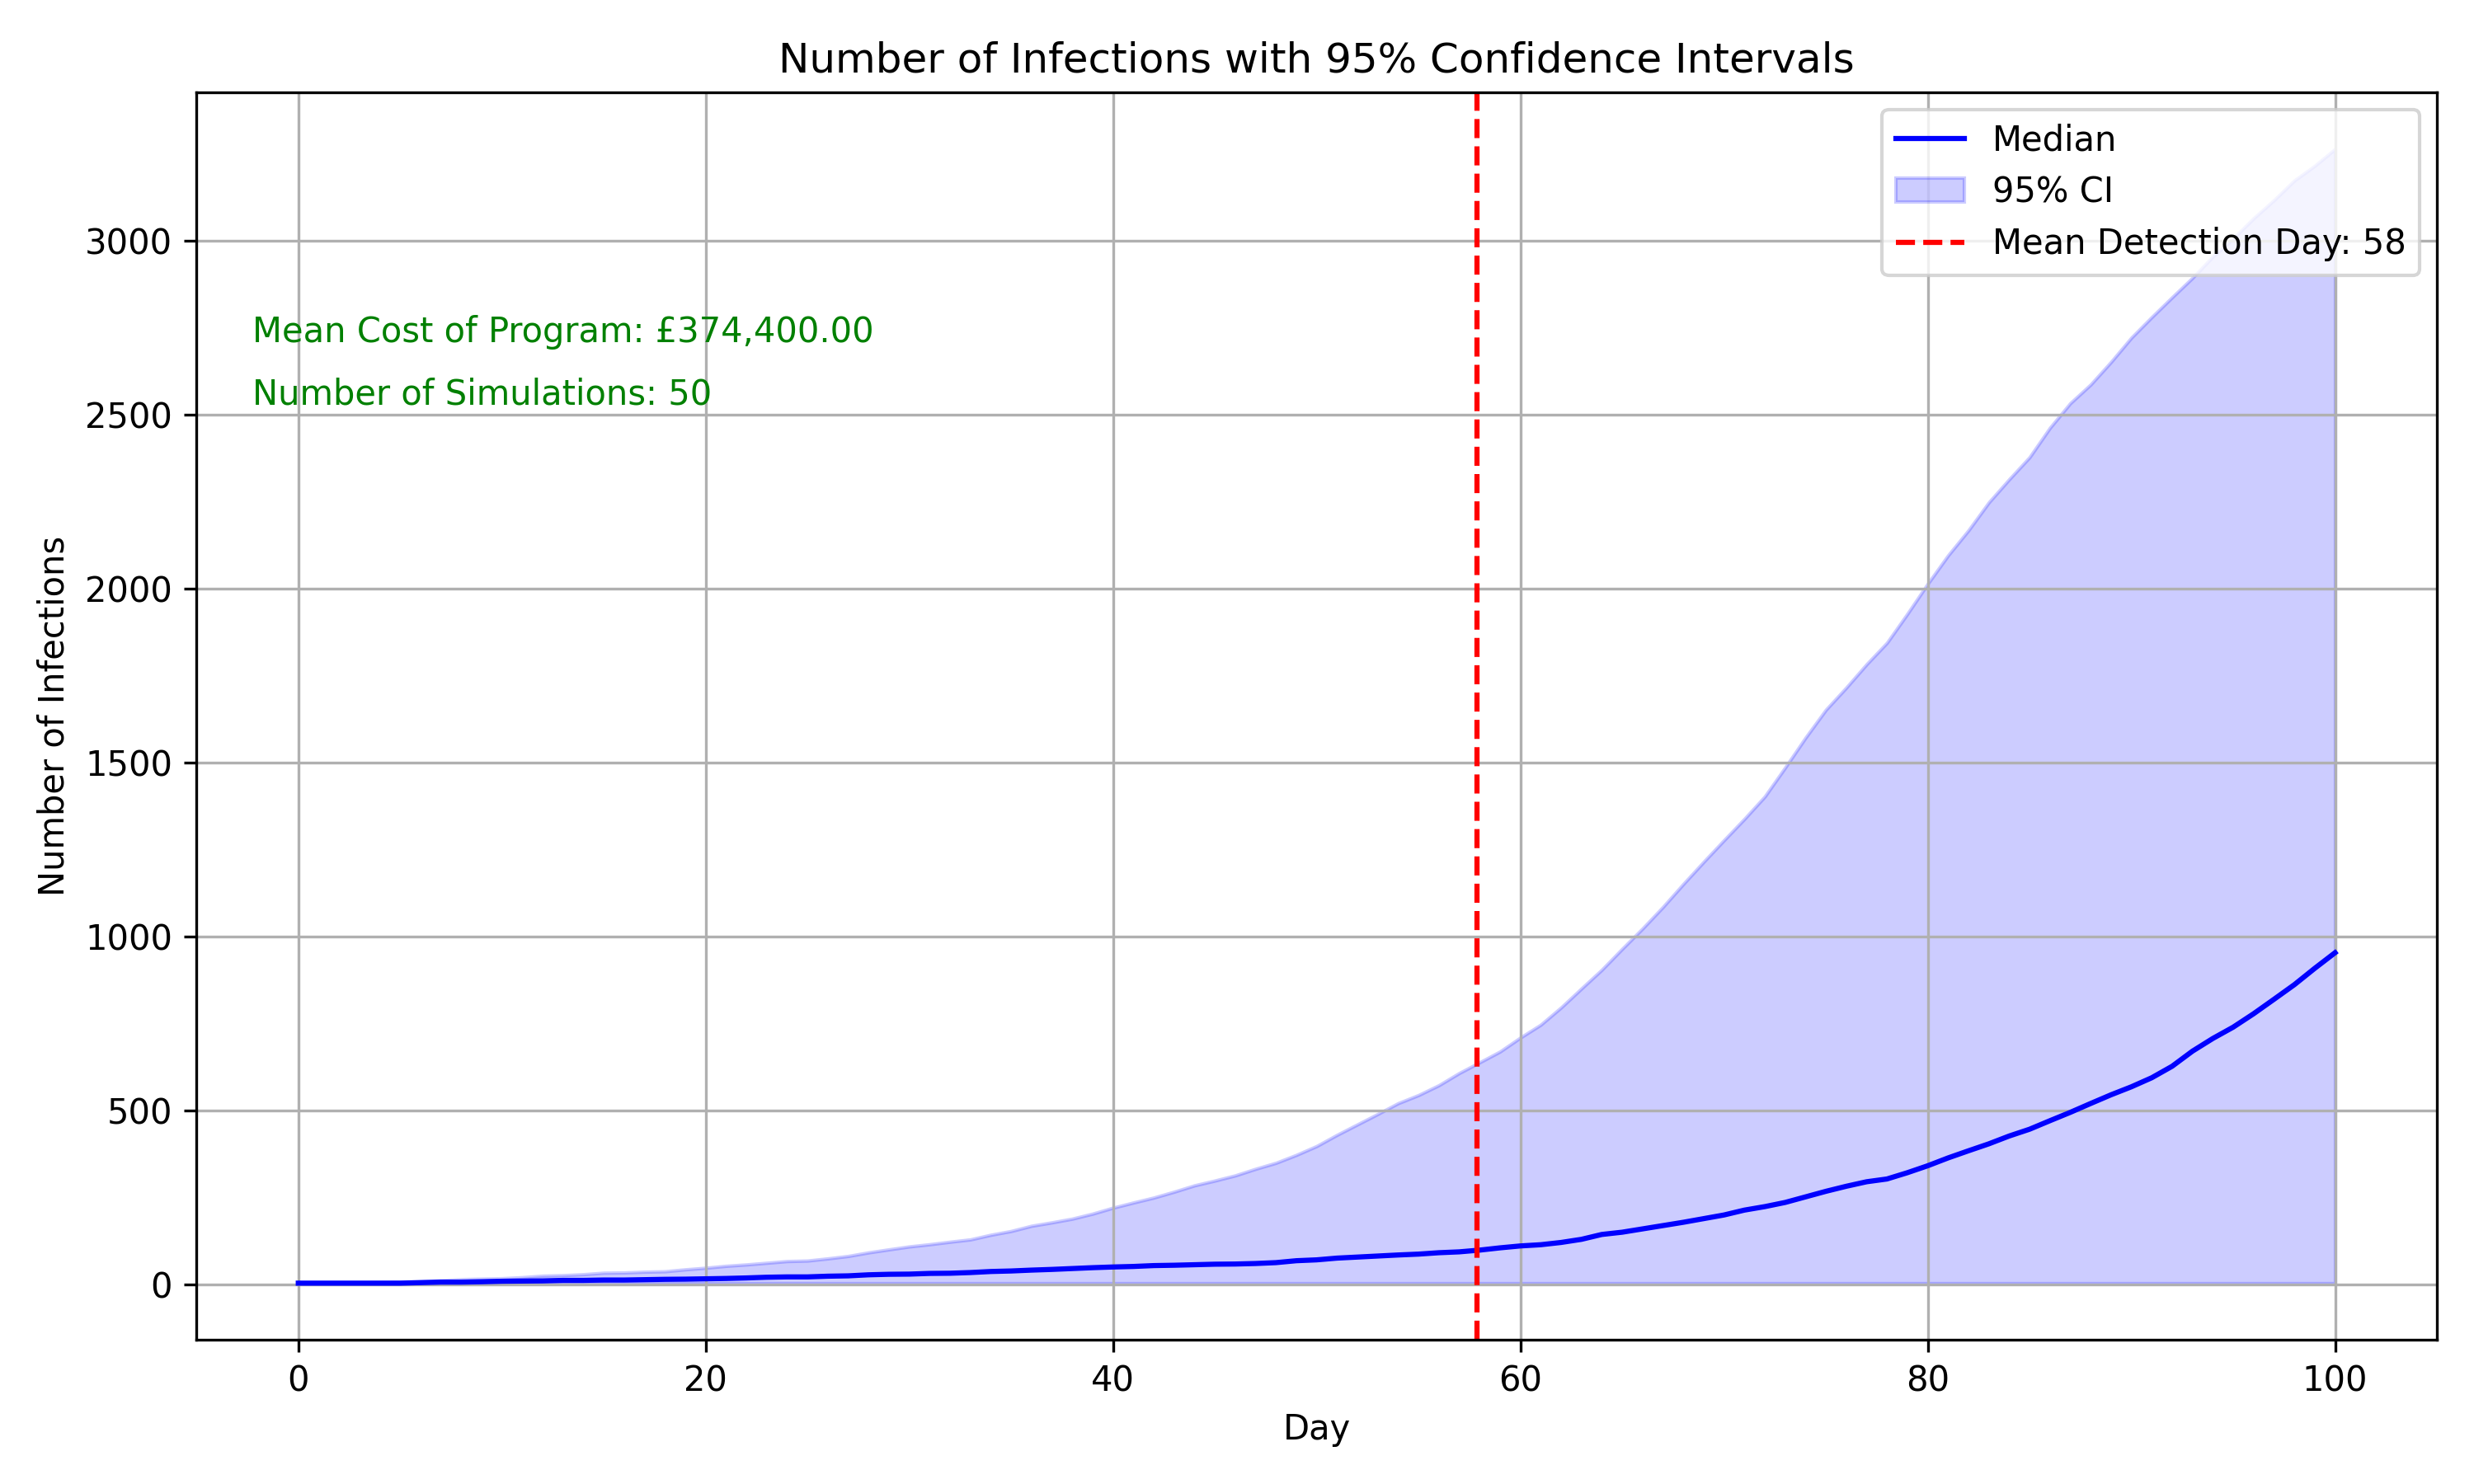 Number of Infections with 95% Confidence Intervals
Median
95% CI
Mean Detection Day: 58
Mean Cost of Program: £374,400.00
Number of Simulations: 50
Number of Infections
3000
2500
2000
1500
1000
500
0
0 20 40 60 80 100
Day